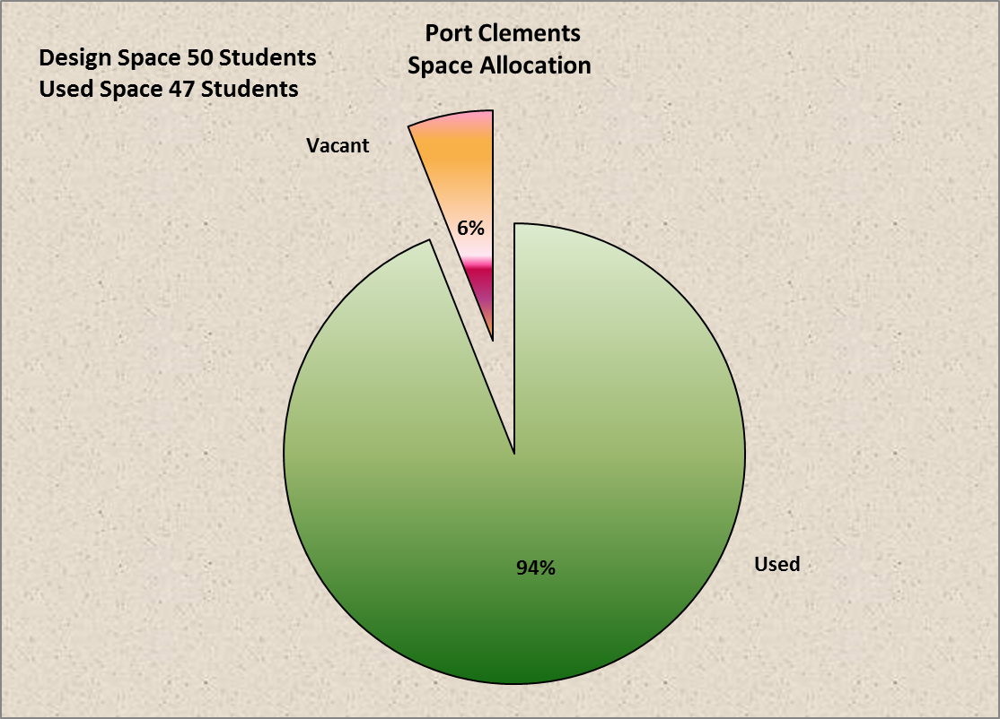 Port Clements
Space Allocation
Design Space 50 Students
Used Space 47 Students
Vacant
6%
94%
Used